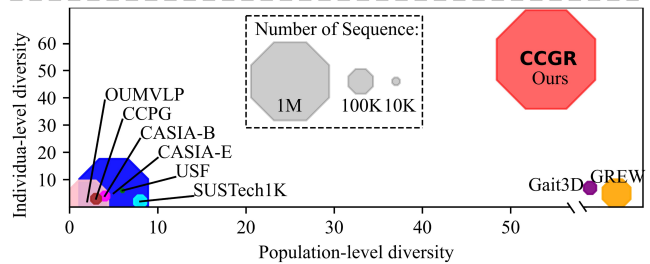 Number of Sequence:
1M
100K
10K
CCGR
Ours
OUMVLP
CCPG
CASIA-B
CASIA-E
USF
SUSTech1K
Gait3D
GREW
Individua-level diversity
60
50
40
30
20
10
0
10
20
30
40
50
Population-level diversity